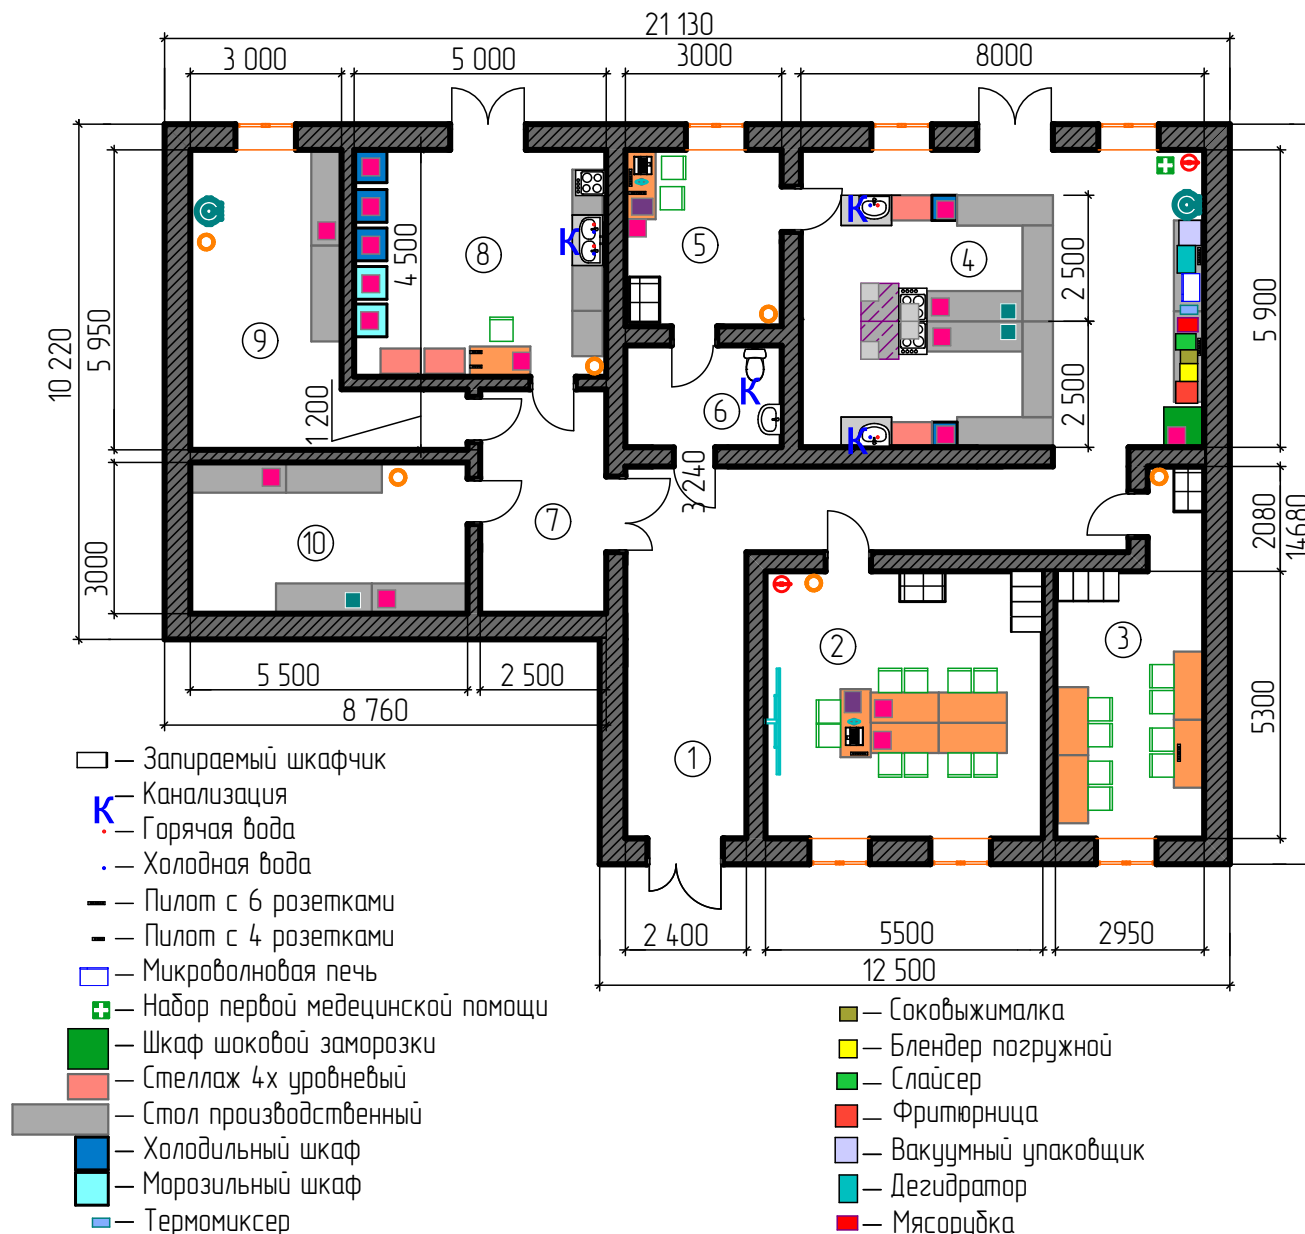 21 130
3 000
5 000
3000
8000
10 220
5 950
4 500
1 200
3000
2 500
2 500
5 900
2080
14680
5300
3 240
5 500
2 500
8 760
2 400
5500
2950
12 500
9
8
5
4
6
7
10
2
3
1
Запираемый шкафчик
К — Канализация
Горячая вода
Холодная вода
Пилот с 6 розетками
Пилот с 4 розетками
Микроволновая печь
Набор первой медецинской помощи
Шкаф шоковой заморозки
Стеллаж 4х уровневый
Стол производственный
Холодильный шкаф
Морозильный шкаф
Термомиксер
Соковыжималка
Блендер погружной
Слайсер
Фритюрница
Вакуумный упаковщик
Дегидратор
Мясорубка
К
К
К
К